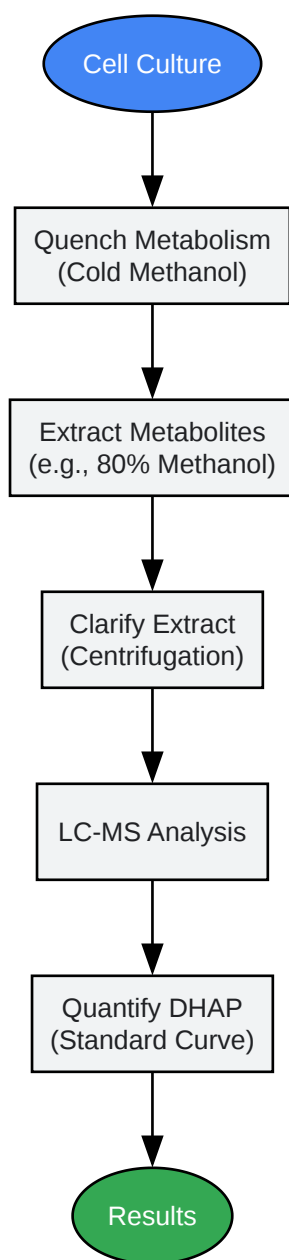 Cell Culture
Quench Metabolism
(Cold Methanol)
Extract Metabolites
(e.g., 80% Methanol)
Clarify Extract
(Centrifugation)
LC-MS Analysis
Quantify DHAP
(Standard Curve)
Results